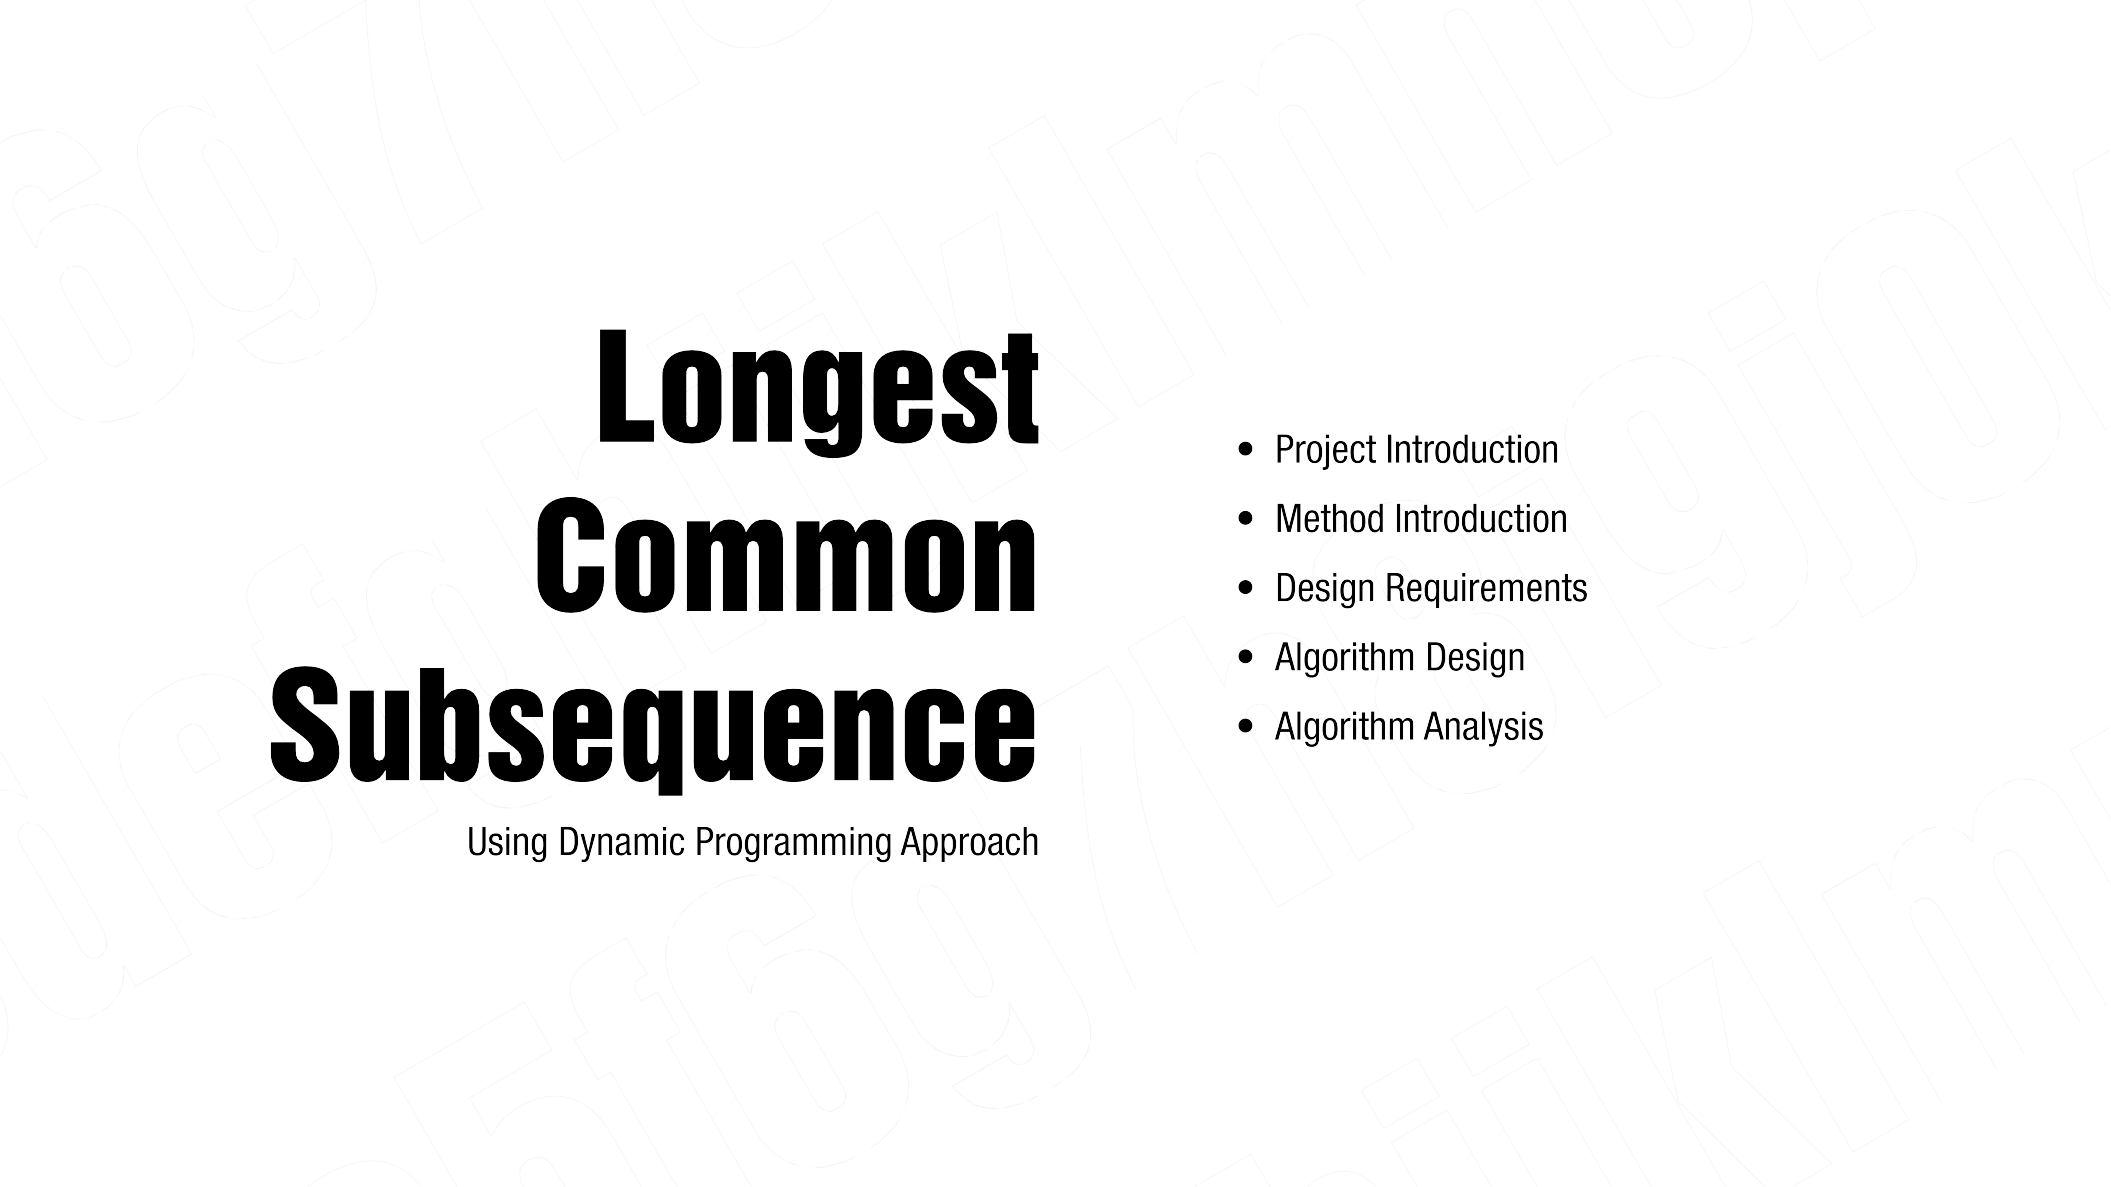 Longest
Common
Subsequence
Using Dynamic Programming Approach
• Project Introduction
• Method Introduction
• Design Requirements
• Algorithm Design
• Algorithm Analysis